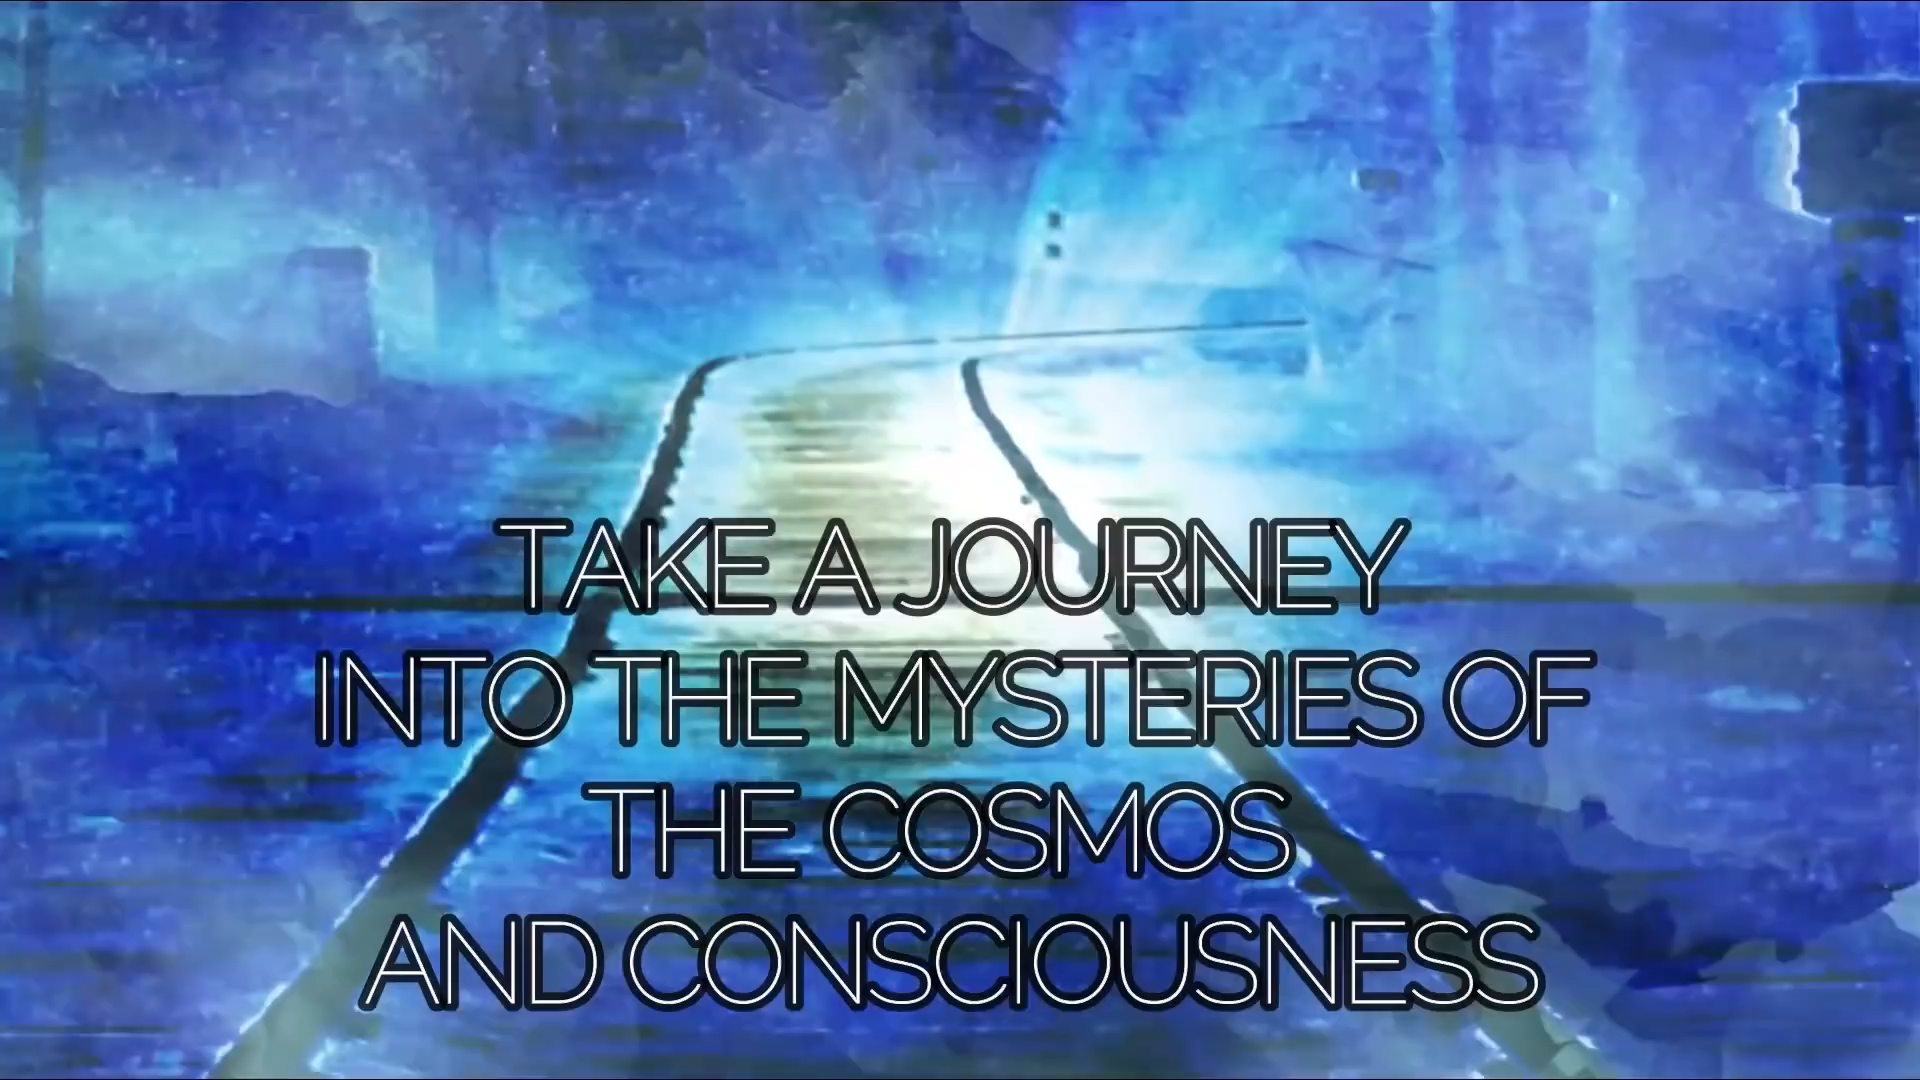 TAKE A JOURNEY
INTO THE MYSTERIES OF
THE COSMOS
AND CONSCIOUSNESS